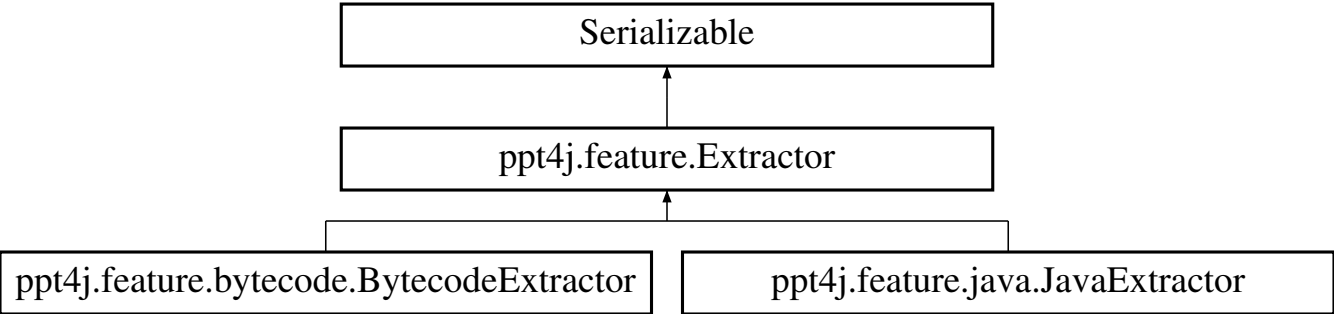 Serializable
ppt4j.feature.Extractor
ppt4j.feature.bytecode.BytecodeExtractor
ppt4j.feature.java.JavaExtractor